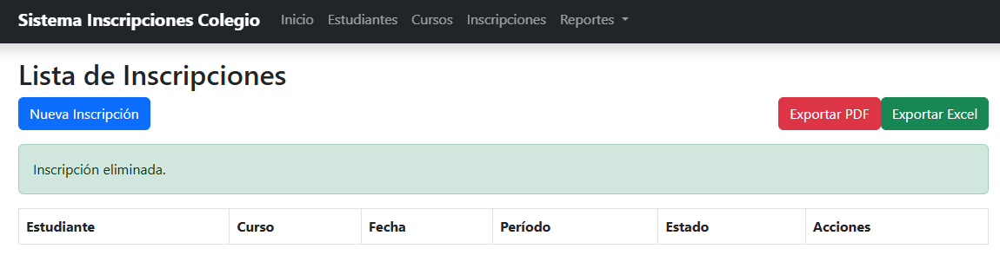 Sistema Inscripciones Colegio Inicio Estudiantes Cursos Inscripciones Reportes
Lista de Inscripciones
Nueva Inscripción Exportar PDF Exportar Excel
Inscripción eliminada.
Estudiante Curso Fecha Período Estado Acciones